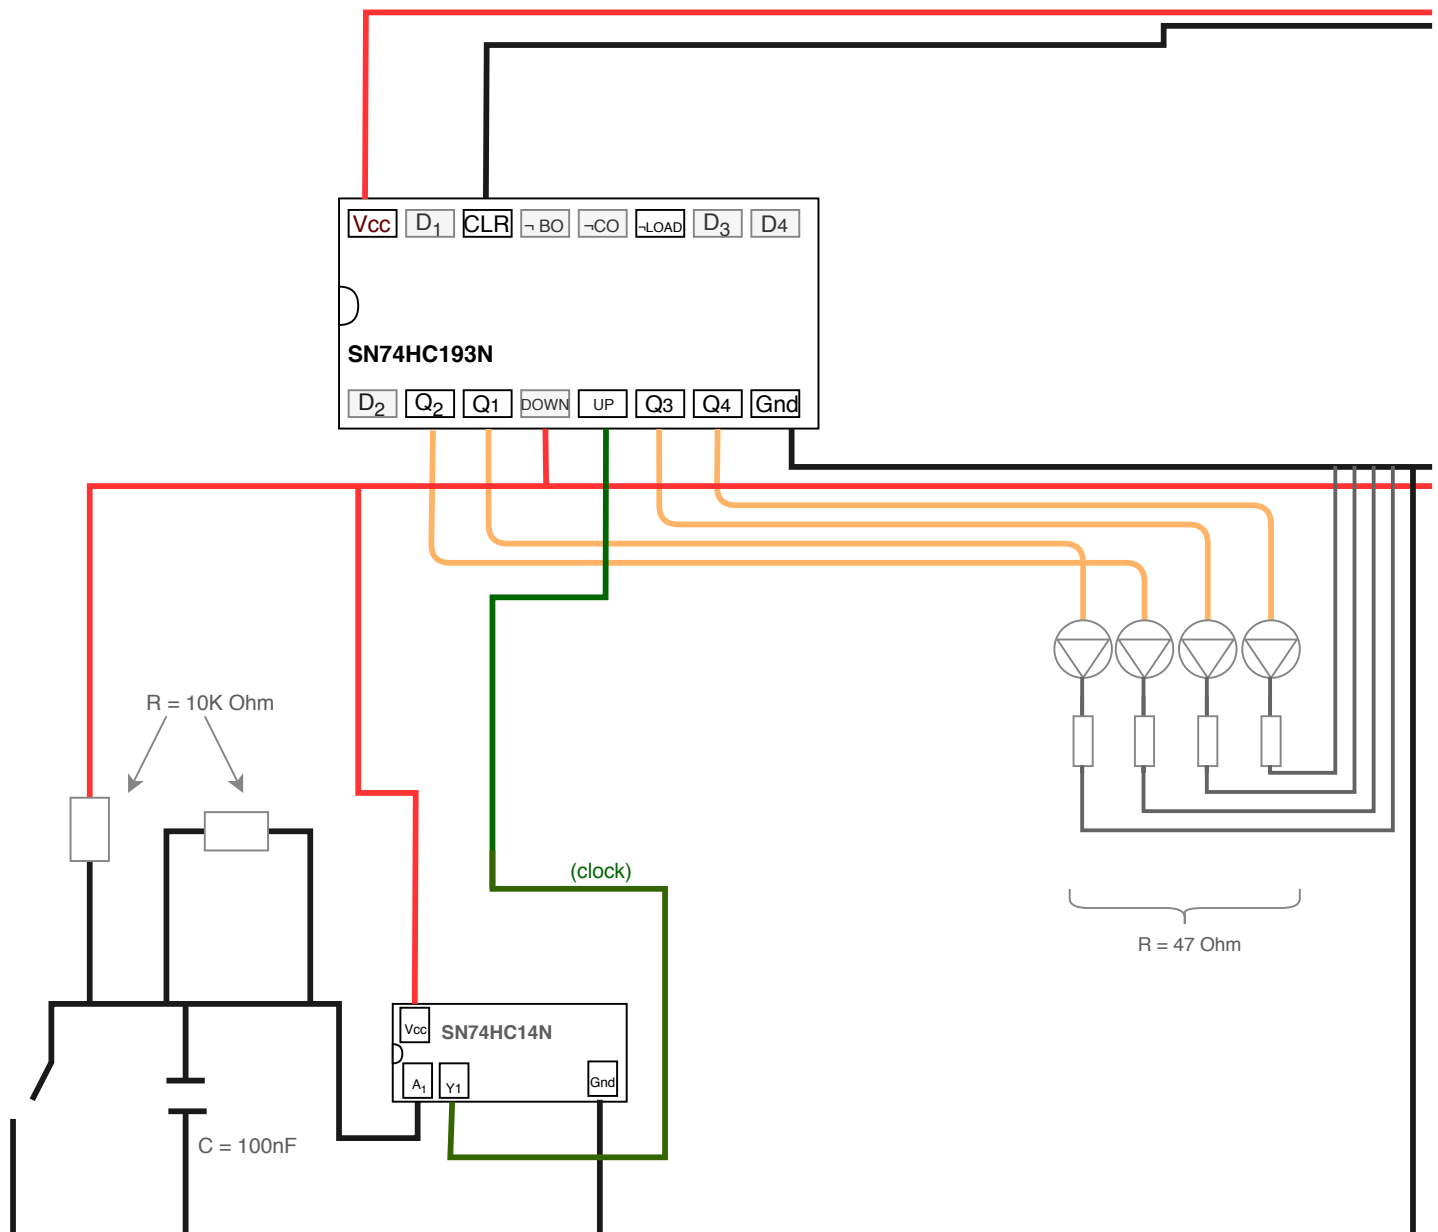 Vcc
D1
CLR
¬ BO
¬CO
¬LOAD
D3
D4
SN74HC193N
D2
Q2
Q1
DOWN
UP
Q3
Q4
Gnd
R = 10K Ohm
(clock)
R = 47 Ohm
Vcc
SN74HC14N
A1
Y1
Gnd
C = 100nF